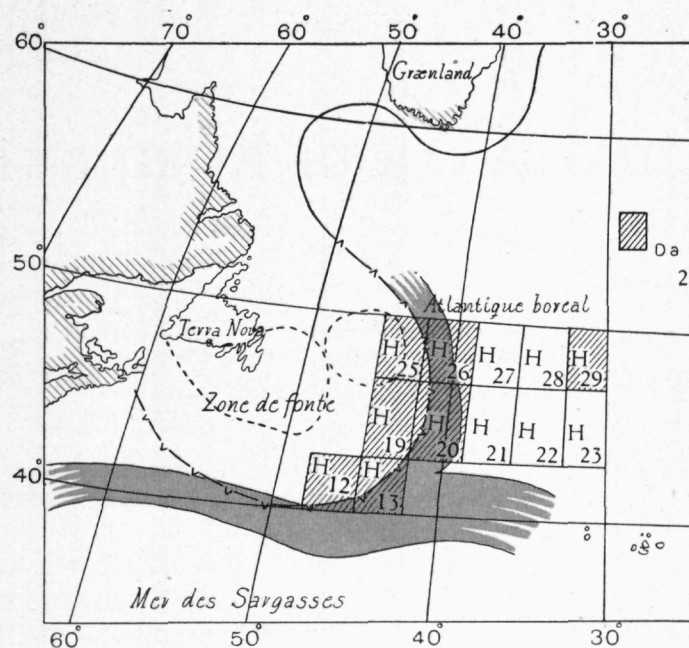 70° 60° 50° 40° 30°
60°
Grœnland
50°
Da
2
Atlantique boreal
Terra Nova
H 25 H 26 H 27 H 28 H 29
Zone de fonte
H 19 H 20 H 21 H 22 H 23
H 12 H 13
40°
Mer des Sargasses
60° 50° 40° 30°